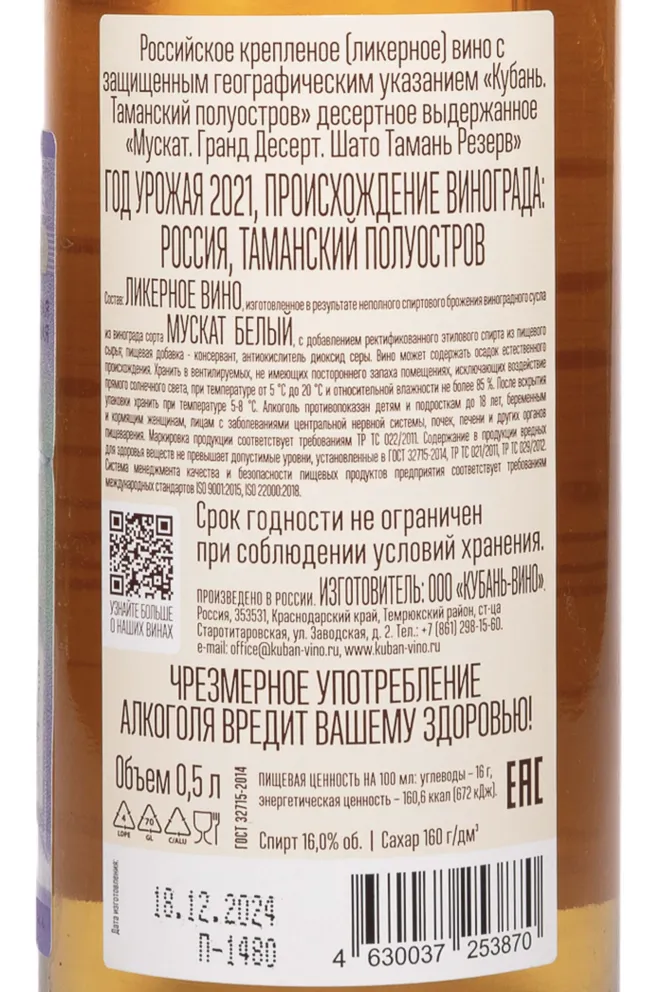 Российское крепленое (ликерное) вино с
защищенным географическим указанием «Кубань.
Таманский полуостров» десертное выдержанное
«Мускат. Гранд Десерт. Шато Тамань Резерв»
ГОД УРОЖАЯ 2021, ПРОИСХОЖДЕНИЕ ВИНОГРАДА:
РОССИЯ, ТАМАНСКИЙ ПОЛУОСТРОВ
Состав: ЛИКЕРНОЕ ВИНО, изготовленное в результате неполного спиртового брожения виноградного сусла
из винограда сорта МУСКАТ БЕЛЫЙ, с добавлением ректификованного этилового спирта из пищевого
сырья; пищевая добавка - консервант, антиокислитель диоксид серы. Вино может содержать осадок естественного
происхождения. Хранить в вентилируемых, не имеющих постороннего запаха помещениях, исключающих воздействие
прямого солнечного света, при температуре от 5 °С до 20 °С и относительной влажности не более 85 %. После вскрытия
упаковки хранить при температуре 5-8 °С. Алкоголь противопоказан детям и подросткам до 18 лет, беременным
и кормящим женщинам, лицам с заболеваниями центральной нервной системы, почек, печени и других органов
пищеварения. Маркировка продукции соответствует требованиям ТР ТС 022/2011. Содержание в продукции вредных
для здоровья веществ не превышает допустимые уровни, установленные в ГОСТ 32715-2014, ТР ТС 021/2011, ТР ТС 029/2012.
Система менеджмента качества и безопасности пищевых продуктов предприятия соответствует требованиям
международных стандартов ISO 9001:2015, ISO 22000:2018.
УЗНАЙТЕ БОЛЬШЕ
О НАШИХ ВИНАХ
Срок годности не ограничен
при соблюдении условий хранения.
ПРОИЗВЕДЕНО В РОССИИ. ИЗГОТОВИТЕЛЬ: ООО «КУБАНЬ-ВИНО».
Россия, 353531, Краснодарский край, Темрюкский район, ст-ца
Старотитаровская, ул. Заводская, д. 2. Тел.: +7 (861) 298-15-60.
e-mail: office@kuban-vino.ru, www.kuban-vino.ru
ЧРЕЗМЕРНОЕ УПОТРЕБЛЕНИЕ
АЛКОГОЛЯ ВРЕДИТ ВАШЕМУ ЗДОРОВЬЮ!
Объем 0,5 л
4
LDPE
70
GL
C/ALU
ГОСТ 32715-2014
ПИЩЕВАЯ ЦЕННОСТЬ НА 100 мл: углеводы – 16 г,
энергетическая ценность – 160,6 ккал (672 кДж).
EAC
Спирт 16,0% об. | Сахар 160 г/дм³
Дата изготовления:
18.12.2024
П-1480
4 630037 253870